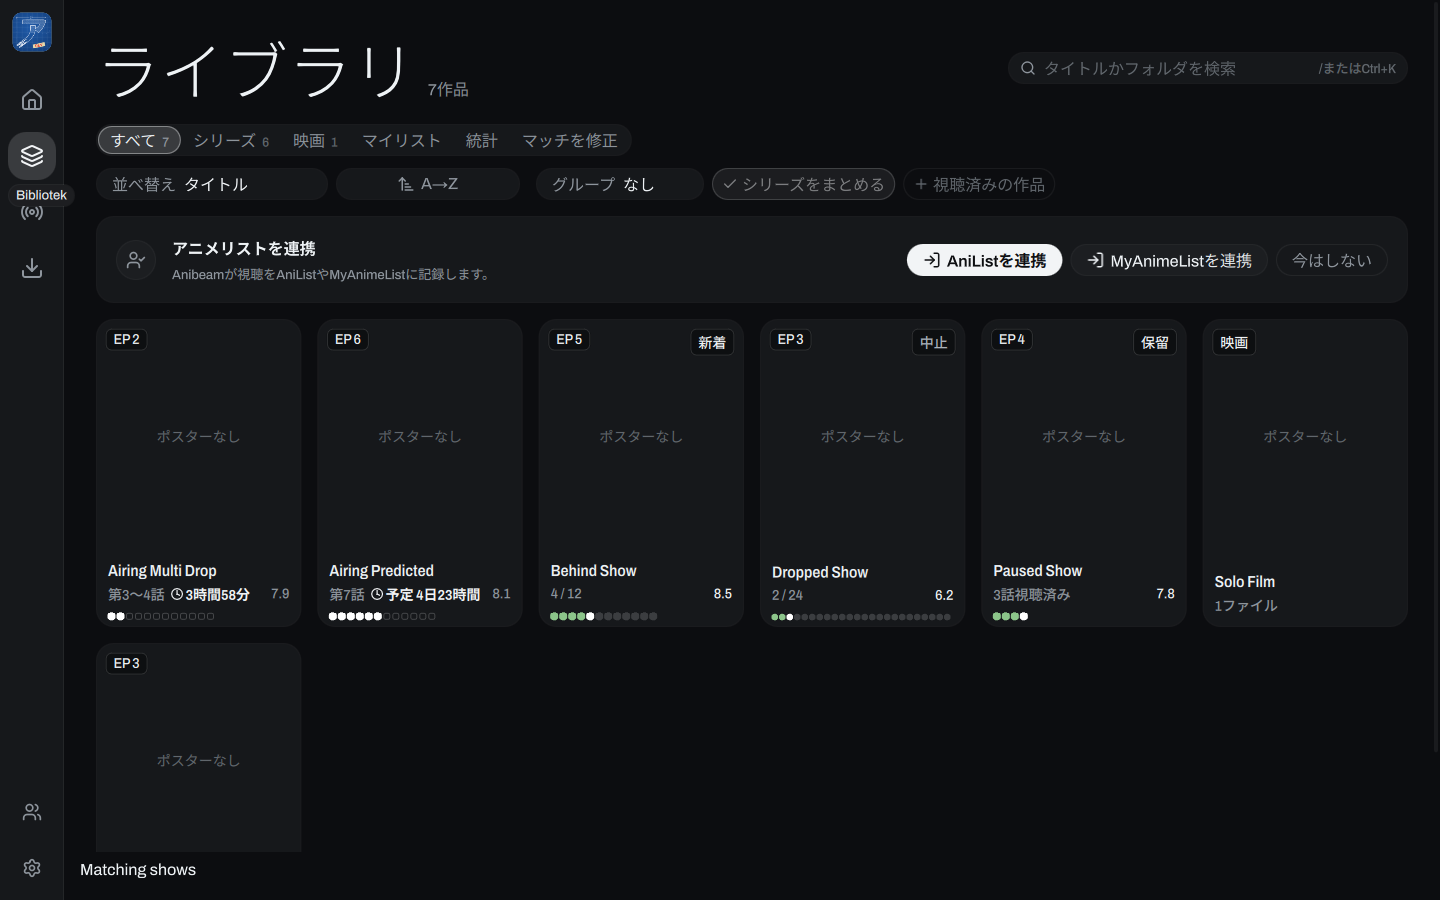 ア
ライブラリ 7作品
タイトルかフォルダを検索 /またはCtrl+K
すべて 7 シリーズ 6 映画 1 マイリスト 統計 マッチを修正
Bibliotek
並べ替え タイトル A→Z グループ なし シリーズをまとめる 視聴済みの作品
アニメリストを連携
Anibeamが視聴をAniListやMyAnimeListに記録します。
AniListを連携 MyAnimeListを連携 今はしない
EP2
ポスターなし
Airing Multi Drop
第3〜4話 3時間58分 7.9
EP6
ポスターなし
Airing Predicted
第7話 予定 4日23時間 8.1
EP5 新着
ポスターなし
Behind Show
4 / 12 8.5
EP3 中止
ポスターなし
Dropped Show
2 / 24 6.2
EP4 保留
ポスターなし
Paused Show
3話視聴済み 7.8
映画
ポスターなし
Solo Film
1ファイル
EP3
ポスターなし
Matching shows